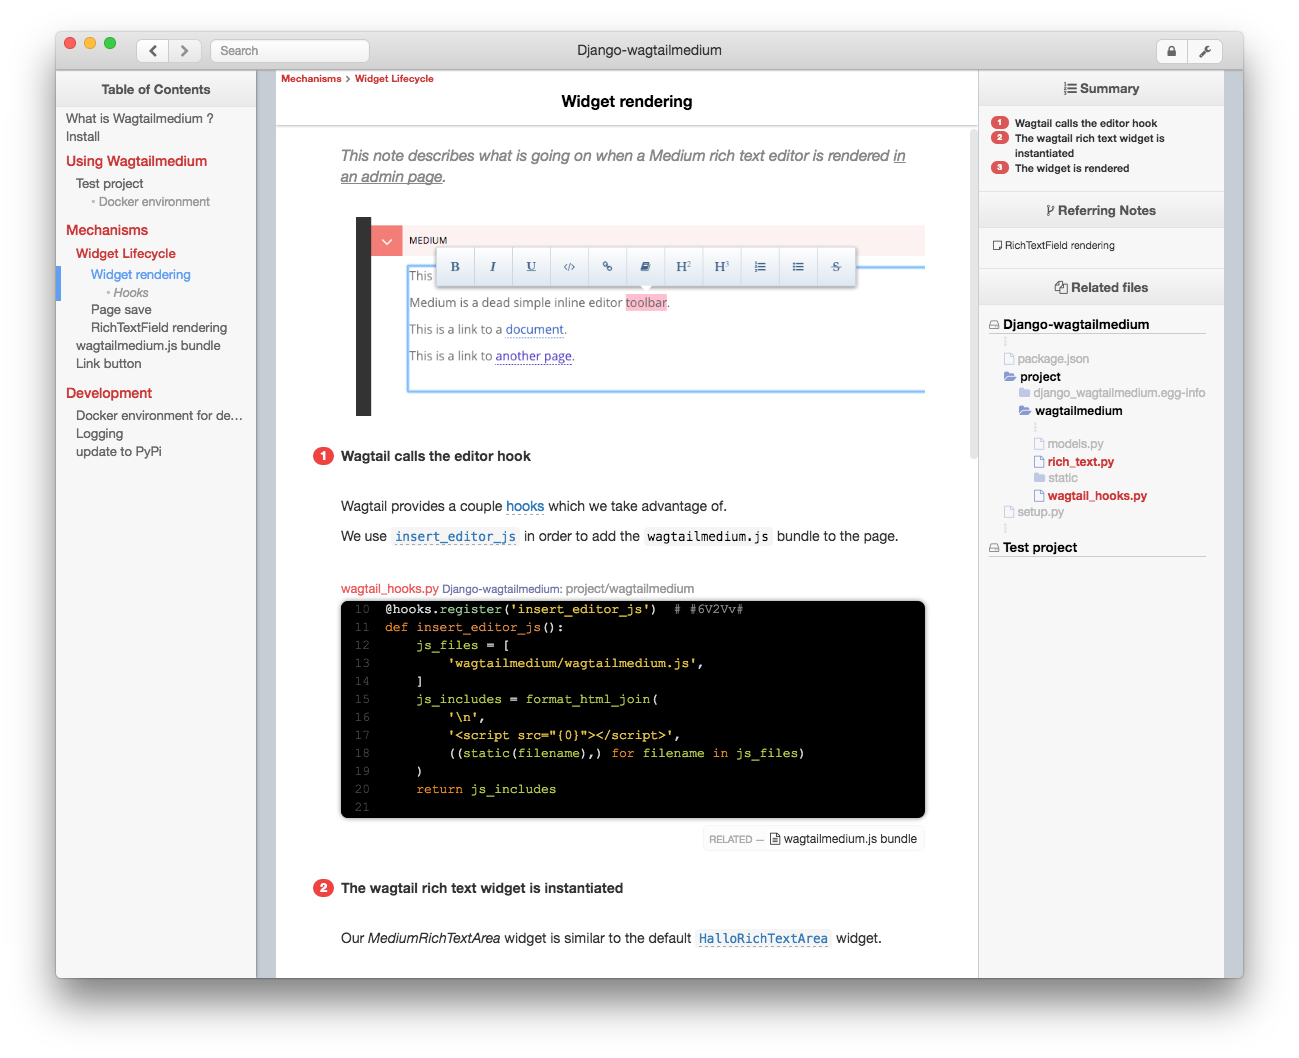 Search
Django-wagtailmedium
Table of Contents
What is Wagtailmedium ?
Install
Using Wagtailmedium
Test project
• Docker environment
Mechanisms
Widget Lifecycle
Widget rendering
• Hooks
Page save
RichTextField rendering
wagtailmedium.js bundle
Link button
Development
Docker environment for de...
Logging
update to PyPi
Mechanisms > Widget Lifecycle
Widget rendering
This note describes what is going on when a Medium rich text editor is rendered in
an admin page.
MEDIUM
B I U </> H2 H3 S
This
Medium is a dead simple inline editor toolbar.
This is a link to a document.
This is a link to another page.
1 Wagtail calls the editor hook
Wagtail provides a couple hooks which we take advantage of.
We use insert_editor_js in order to add the wagtailmedium.js bundle to the page.
wagtail_hooks.py Django-wagtailmedium: project/wagtailmedium
10 @hooks.register('insert_editor_js')  # #6V2Vv#
11 def insert_editor_js():
12     js_files = [
13         'wagtailmedium/wagtailmedium.js',
14     ]
15     js_includes = format_html_join(
16         '\n',
17         '<script src="{0}"></script>',
18         ((static(filename),) for filename in js_files)
19     )
20     return js_includes
21
RELATED — wagtailmedium.js bundle
2 The wagtail rich text widget is instantiated
Our MediumRichTextArea widget is similar to the default HalloRichTextArea widget.
Summary
1 Wagtail calls the editor hook
2 The wagtail rich text widget is
instantiated
3 The widget is rendered
Referring Notes
RichTextField rendering
Related files
Django-wagtailmedium
package.json
project
django_wagtailmedium.egg-info
wagtailmedium
models.py
rich_text.py
static
wagtail_hooks.py
setup.py
Test project